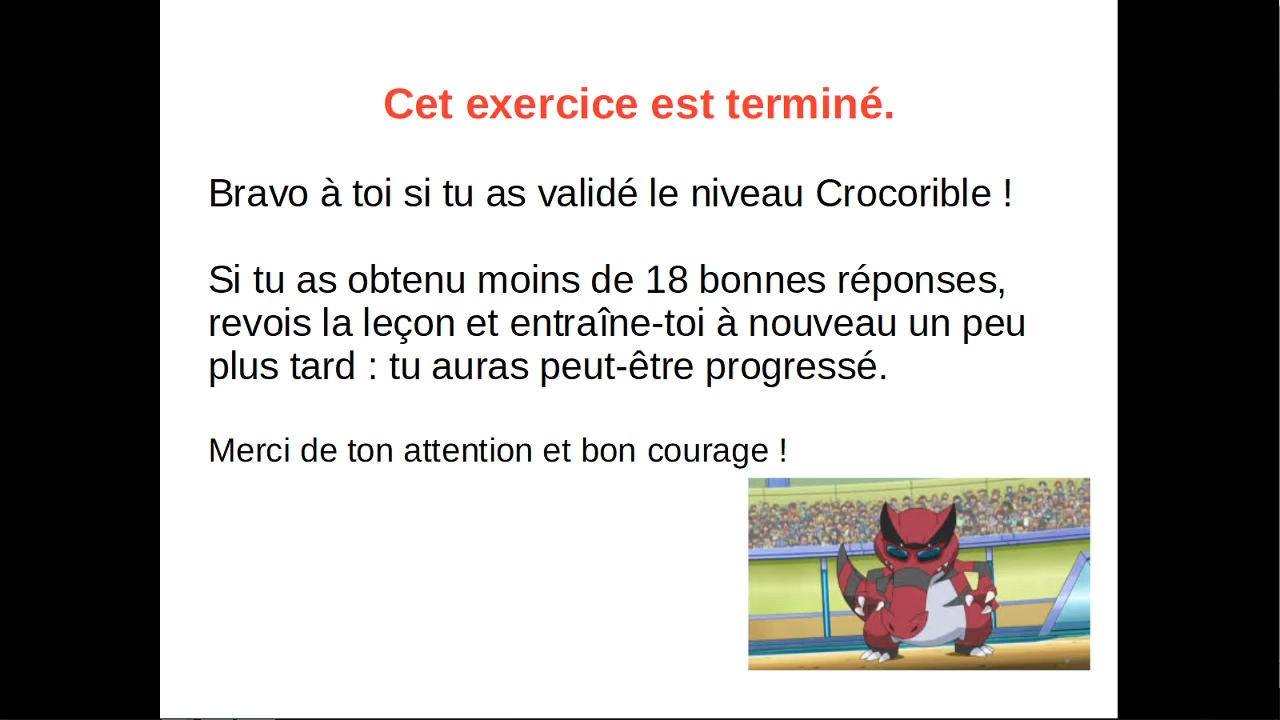 Cet exercice est terminé.
Bravo à toi si tu as validé le niveau Crocorible !
Si tu as obtenu moins de 18 bonnes réponses,
revois la leçon et entraîne-toi à nouveau un peu
plus tard : tu auras peut-être progressé.
Merci de ton attention et bon courage !